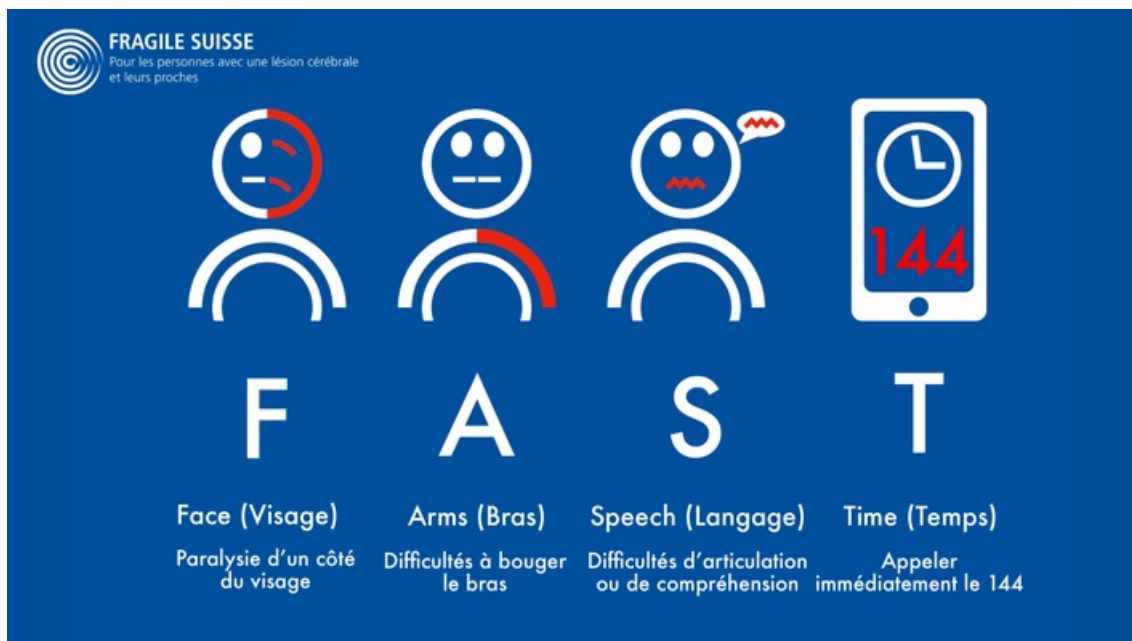 FRAGILE SUISSE
Pour les personnes avec une lésion cérébrale
et leurs proches
144
F
A
S
T
Face (Visage)
Paralysie d'un côté
du visage
Arms (Bras)
Difficultés à bouger
le bras
Speech (Langage)
Difficultés d'articulation
ou de compréhension
Time (Temps)
Appeler
immédiatement le 144